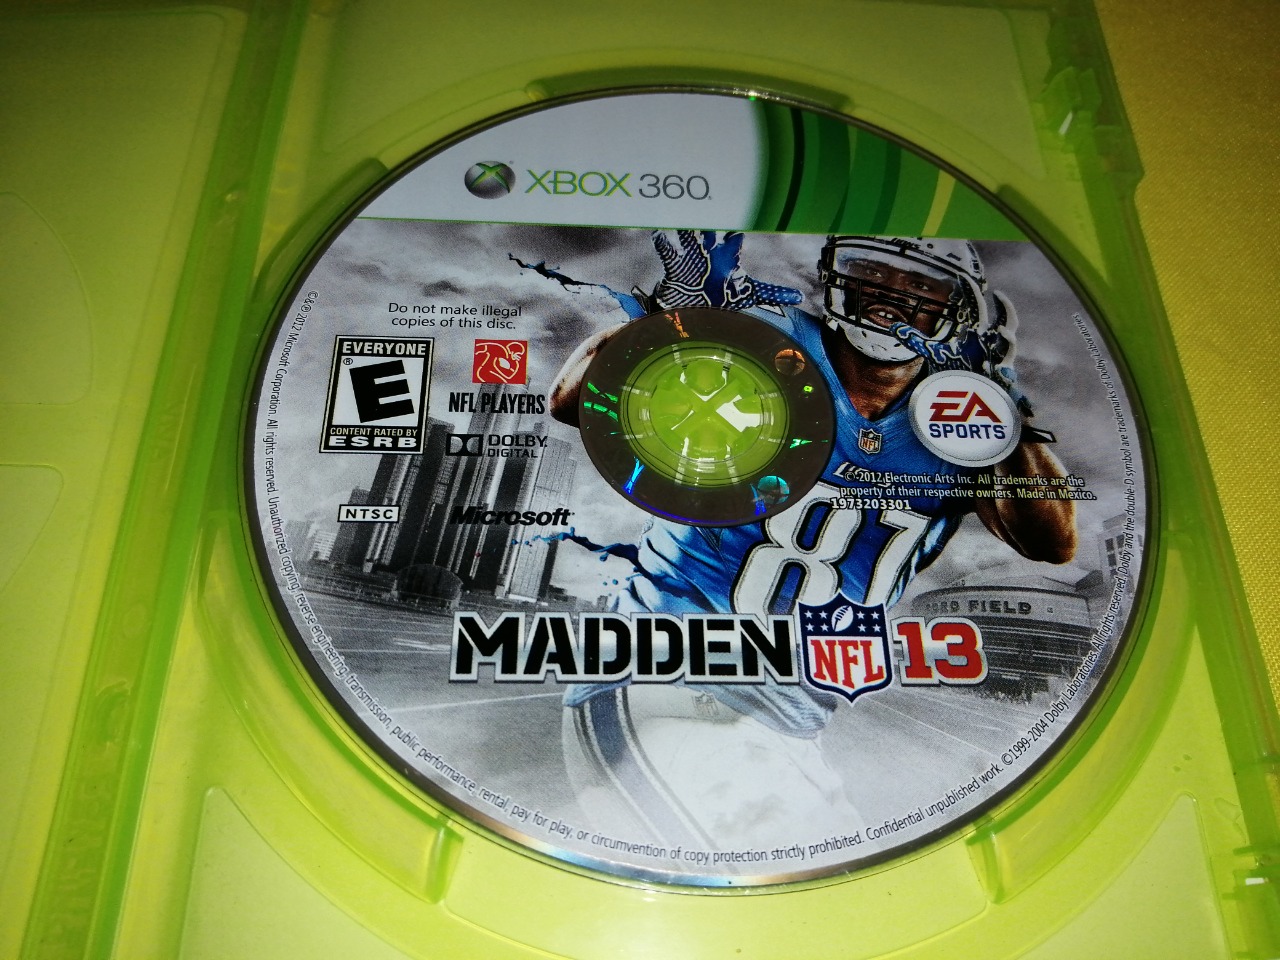 XBOX 360
Do not make illegal
copies of this disc.
EVERYONE
E
CONTENT RATED BY
ESRB
NFL PLAYERS
DOLBY
DIGITAL
NTSC
Microsoft
EA
SPORTS
NFL
© 2012 Electronic Arts Inc. All trademarks are the
property of their respective owners. Made in Mexico.
1973203301
81
FORD FIELD
MADDEN NFL 13
©&℗ 2012 Microsoft Corporation. All rights reserved. Unauthorized copying, reverse engineering, transmission, public performance, rental, pay for play, or circumvention of copy protection strictly prohibited. Confidential unpublished work. ©1999-2004 Dolby Laboratories. All rights reserved. Dolby and the double-D symbol are trademarks of Dolby Laboratories.